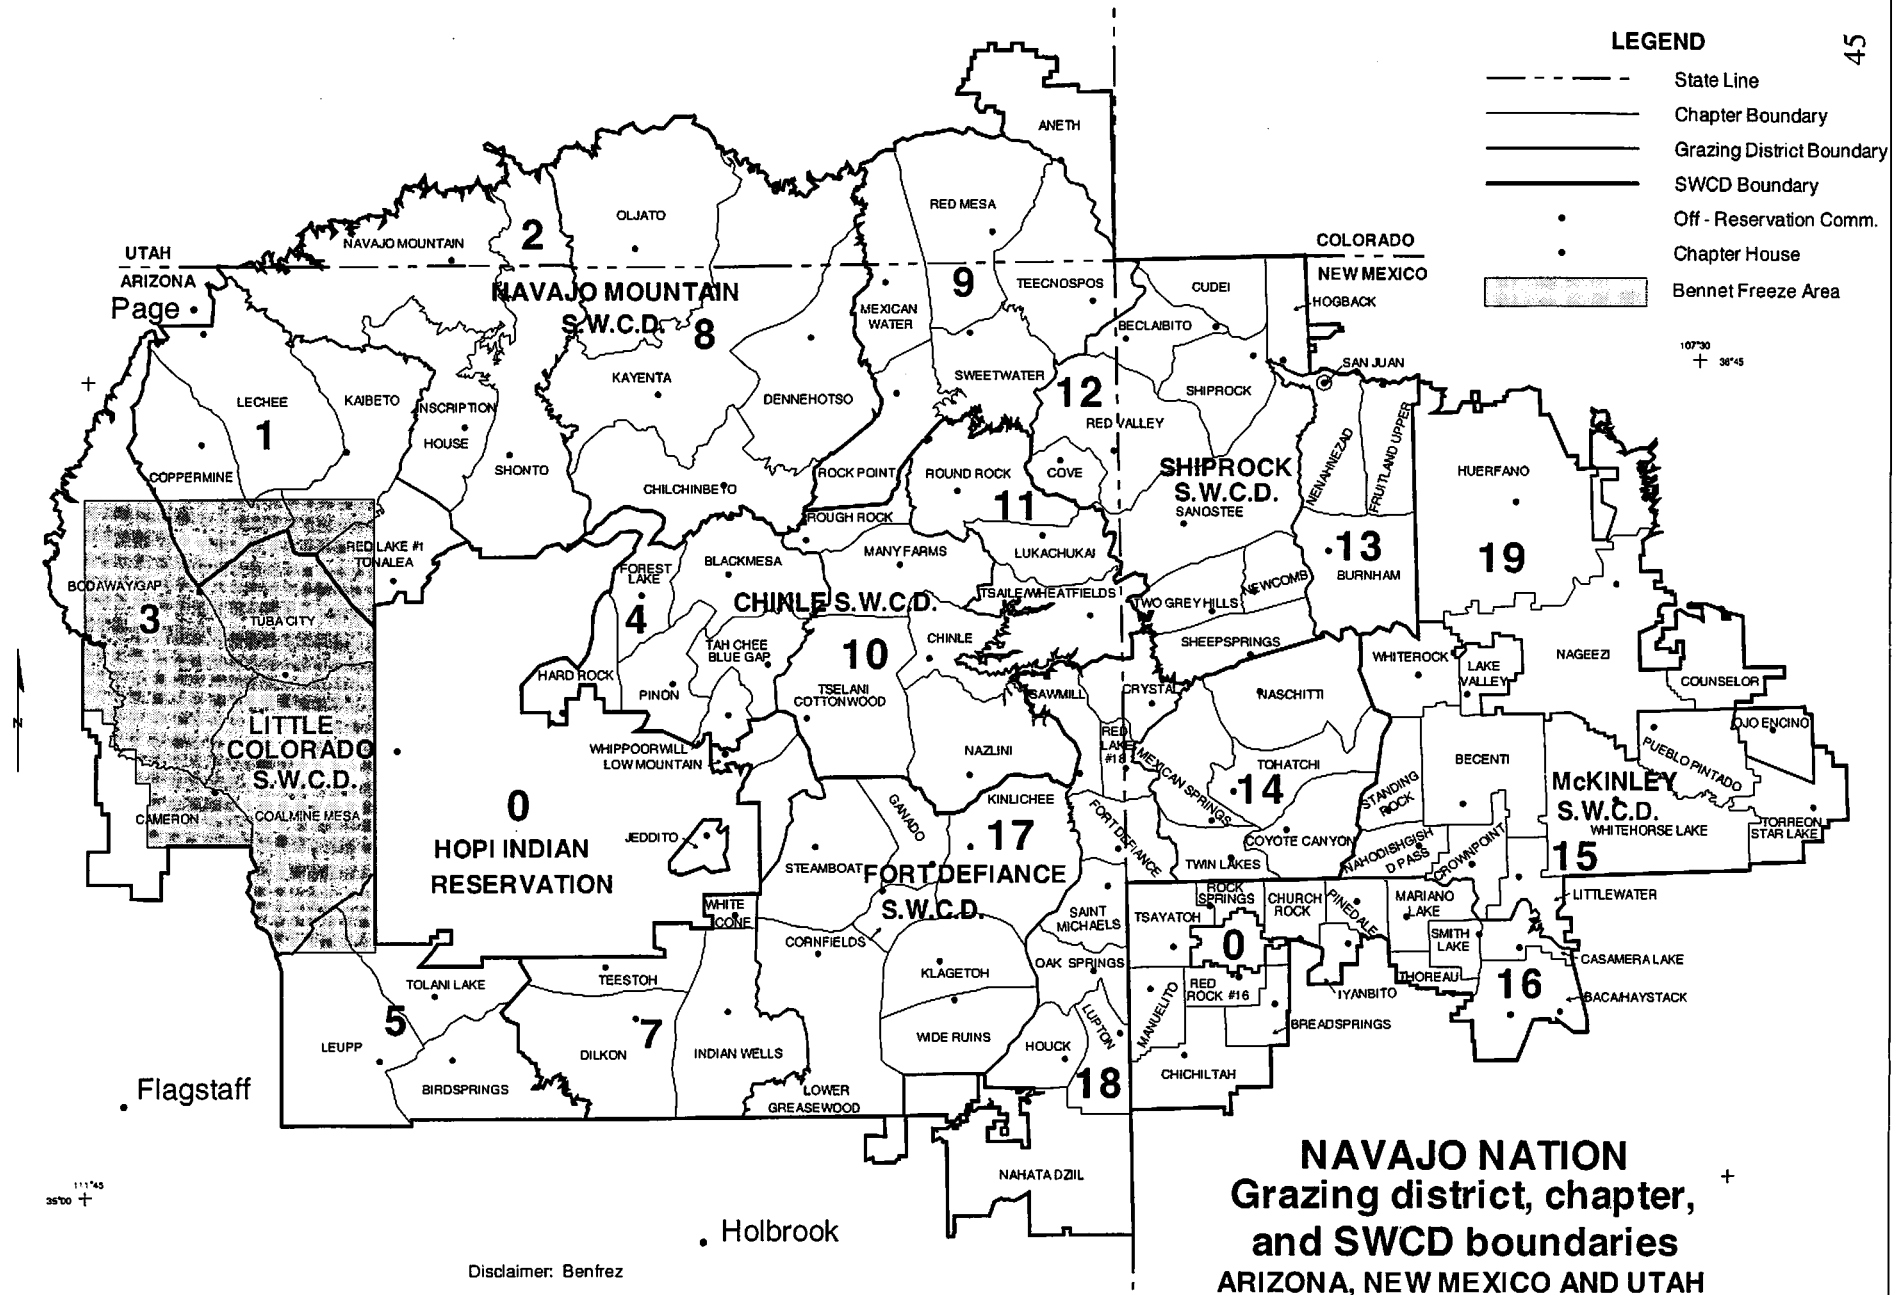 LEGEND
45
State Line
Chapter Boundary
Grazing District Boundary
SWCD Boundary
Off - Reservation Comm.
Chapter House
Bennet Freeze Area
107°30
36°45
ANETH
RED MESA
OLJATO
2
NAVAJO MOUNTAIN
UTAH
ARIZONA
COLORADO
NEW MEXICO
Page
NAVAJO MOUNTAIN
S.W.C.D.
8
9
TEECNOSPOS
MEXICAN
WATER
CUDEI
HOGBACK
BECLAIBITO
SAN JUAN
KAYENTA
SWEETWATER
12
SHIPROCK
LECHEE
KAIBETO
INSCRIPTION
HOUSE
DENNEHOTSO
RED VALLEY
1
COPPERMINE
SHONTO
CHILCHINBETO
ROCK POINT
ROUND ROCK
COVE
SHIPROCK
S.W.C.D.
SANOSTEE
NENAHNEZAD
FRUITLAND UPPER
HUERFANO
11
ROUGH ROCK
MANY FARMS
LUKACHUKAI
13
BURNHAM
19
RED LAKE #1
TONALEA
FOREST
LAKE
BLACKMESA
BODAWAY/GAP
3
TUBA CITY
4
CHINLE S.W.C.D.
TSAILE/WHEATFIELDS
TWO GREY HILLS
NEWCOMB
SHEEPSPRINGS
TAH CHEE
BLUE GAP
10
CHINLE
WHITEROCK
LAKE
VALLEY
NAGEEZI
COUNSELOR
HARD ROCK
PINON
TSELANI
COTTONWOOD
SAWMILL
CRYSTAL
NASCHITTI
OJO ENCINO
LITTLE
COLORADO
S.W.C.D.
N
WHIPPOORWILL
LOW MOUNTAIN
NAZLINI
RED
LAKE
#18
MEXICAN SPRINGS
TOHATCHI
14
BECENTI
PUEBLO PINTADO
McKINLEY
S.W.C.D.
STANDING
ROCK
CAMERON
COALMINE MESA
0
HOPI INDIAN
RESERVATION
JEDDITO
GANADO
KINLICHEE
17
FORT DEFIANCE
COYOTE CANYON
NAHODISHGISH
D PASS
CROWNPOINT
WHITEHORSE LAKE
TORREON
STAR LAKE
15
STEAMBOAT
FORT DEFIANCE
S.W.C.D.
TWIN LAKES
WHITE
CONE
CORNFIELDS
SAINT
MICHAELS
TSAYATOH
ROCK
SPRINGS
CHURCH
ROCK
PINEDALE
MARIANO
LAKE
LITTLEWATER
0
SMITH
LAKE
TOLANI LAKE
TEESTOH
KLAGETOH
OAK SPRINGS
THOREAU
CASAMERA LAKE
MANUELITO
RED
ROCK #16
IYANBITO
16
BACA/HAYSTACK
5
7
BREADSPRINGS
LEUPP
DILKON
INDIAN WELLS
WIDE RUINS
HOUCK
LUPTON
BIRDSPRINGS
LOWER
GREASEWOOD
18
CHICHILTAH
Flagstaff
NAHATA DZIIL
111°45
35°00
Holbrook
Disclaimer: Benfrez
NAVAJO NATION
Grazing district, chapter,
and SWCD boundaries
ARIZONA, NEW MEXICO AND UTAH